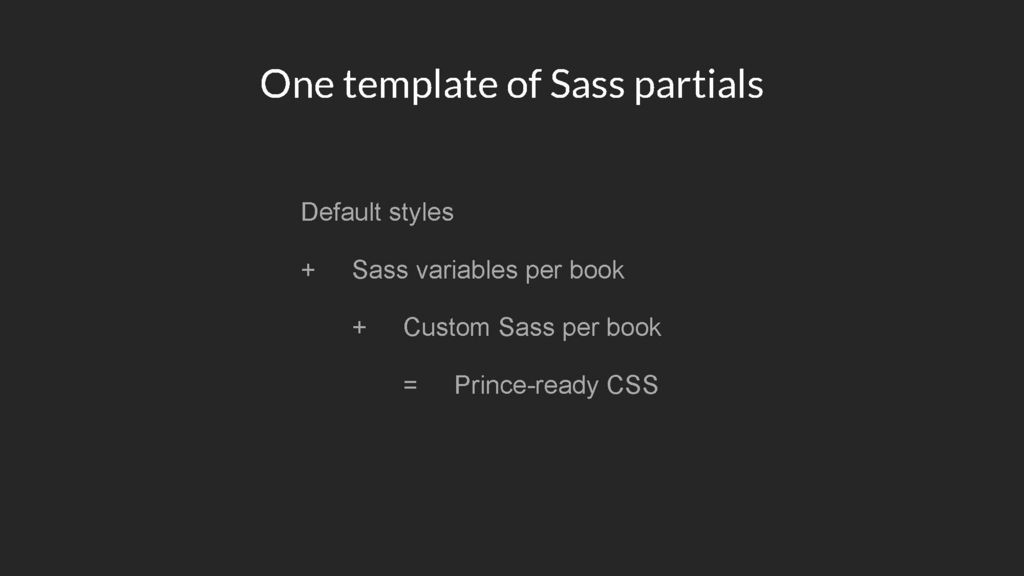 One template of Sass partials
Default styles
+ Sass variables per book
+ Custom Sass per book
= Prince-ready CSS